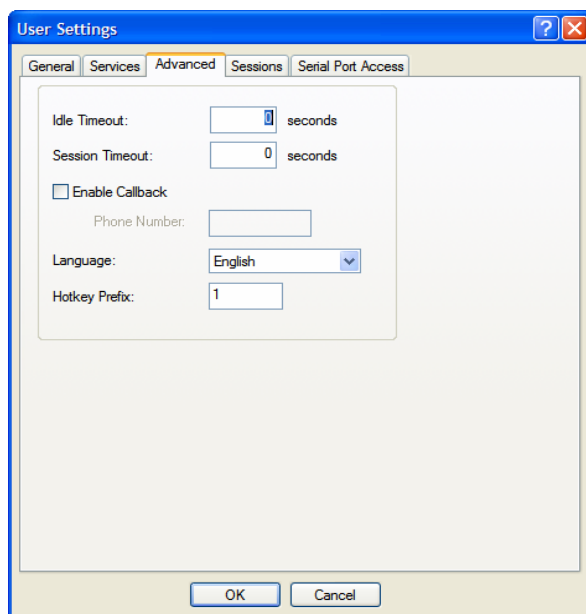 User Settings
General Services Advanced Sessions Serial Port Access
Idle Timeout: 0 seconds
Session Timeout: 0 seconds
Enable Callback
Phone Number:
Language: English
Hotkey Prefix: 1
OK Cancel